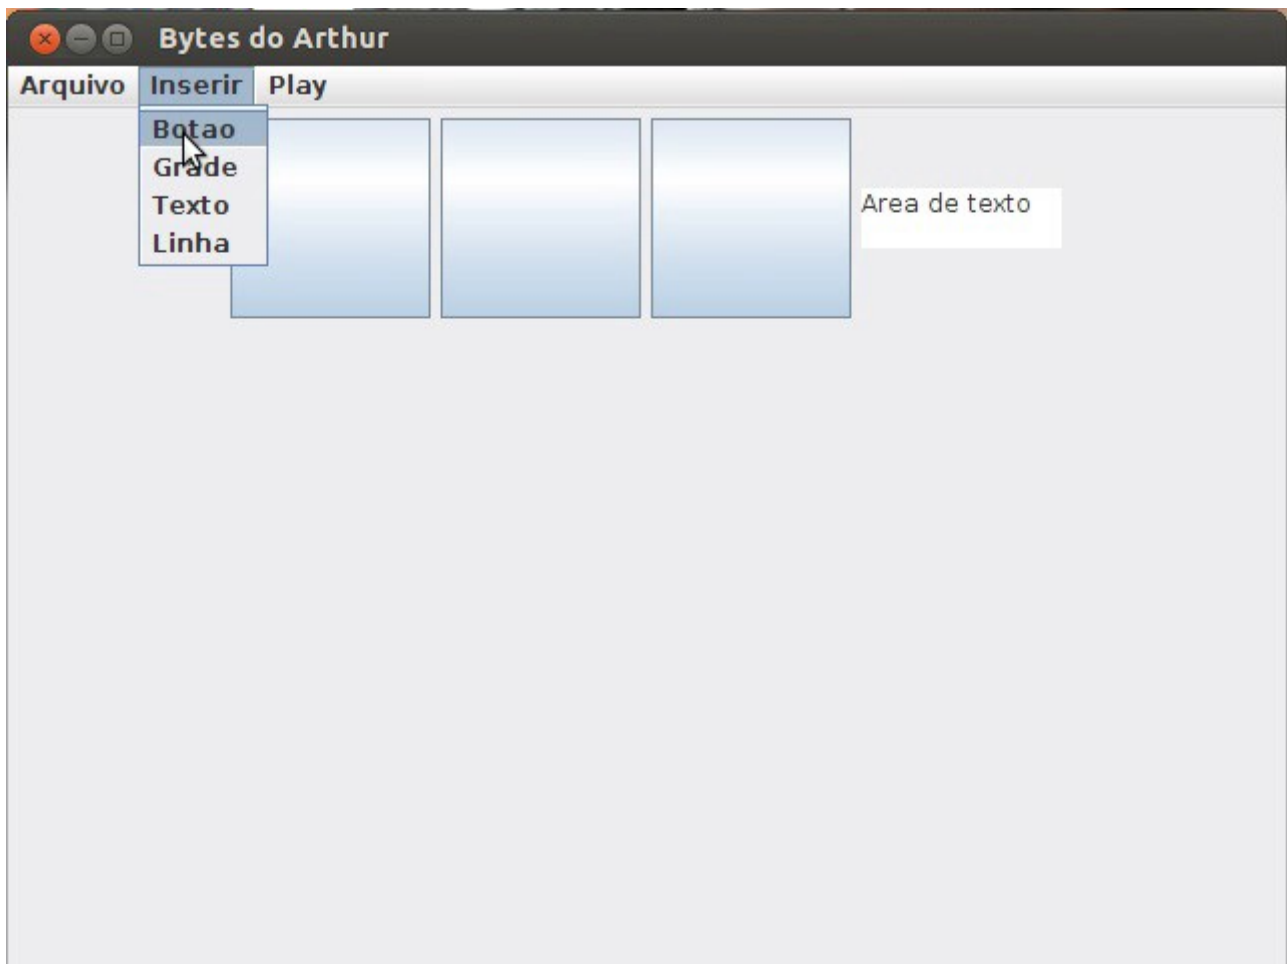 Bytes do Arthur
Arquivo Inserir Play
Botao
Grade
Texto
Linha
Area de texto